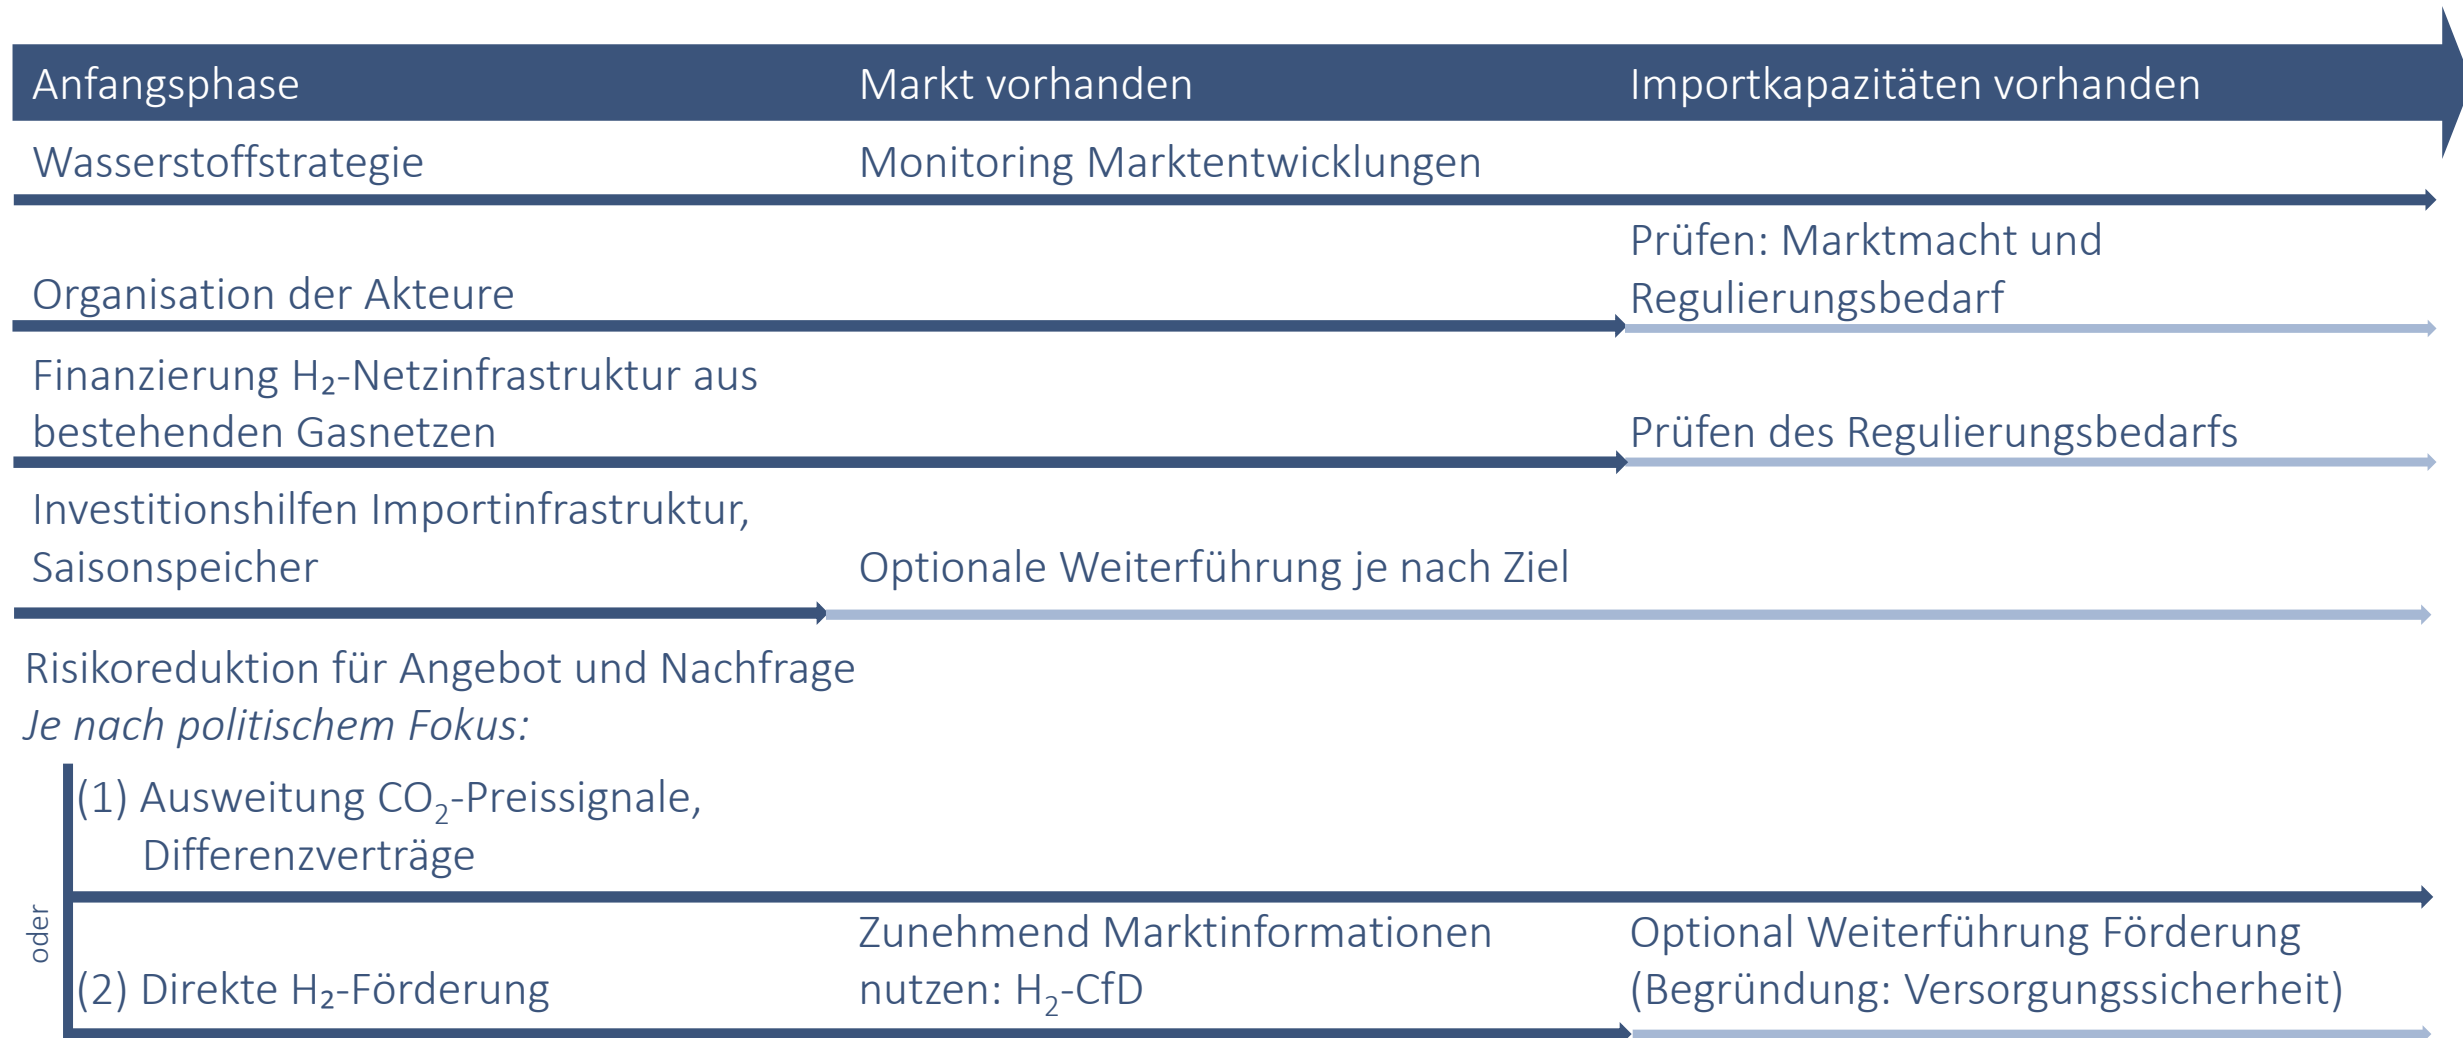 Anfangsphase
Markt vorhanden
Importkapazitäten vorhanden
Wasserstoffstrategie
Monitoring Marktentwicklungen
Organisation der Akteure
Prüfen: Marktmacht und
Regulierungsbedarf
Finanzierung H₂-Netzinfrastruktur aus
bestehenden Gasnetzen
Prüfen des Regulierungsbedarfs
Investitionshilfen Importinfrastruktur,
Saisonspeicher
Optionale Weiterführung je nach Ziel
Risikoreduktion für Angebot und Nachfrage
Je nach politischem Fokus:
(1) Ausweitung CO₂-Preissignale,
Differenzverträge
oder
(2) Direkte H₂-Förderung
Zunehmend Marktinformationen
nutzen: H₂-CfD
Optional Weiterführung Förderung
(Begründung: Versorgungssicherheit)